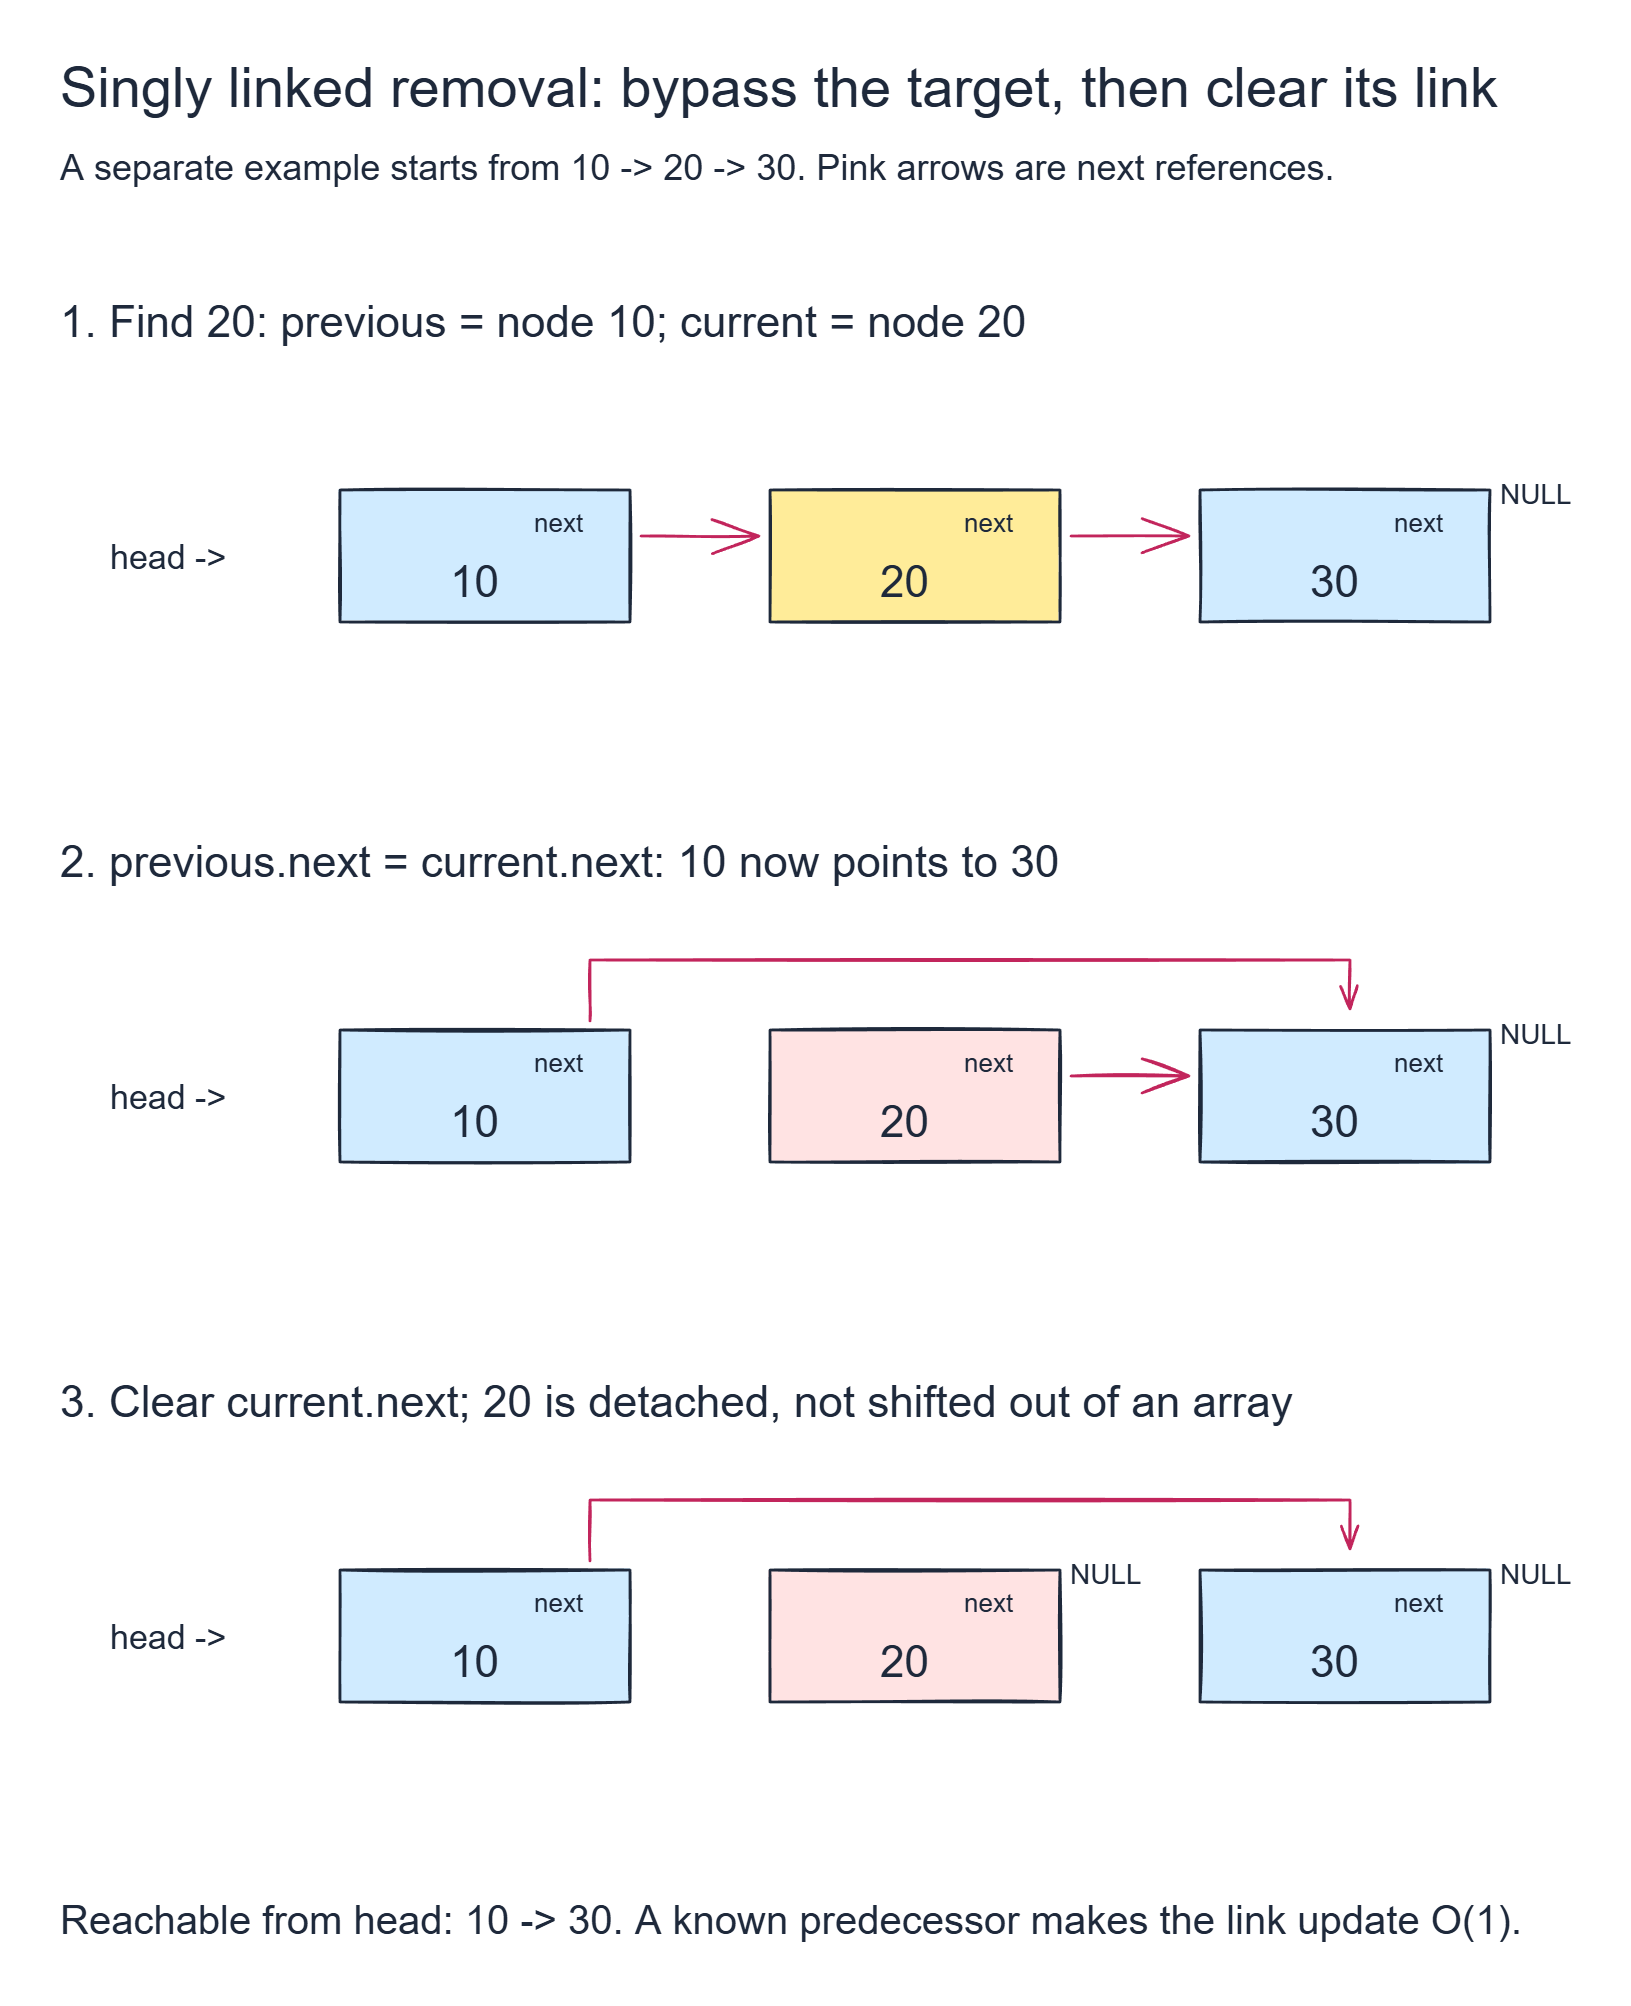 Singly linked removal: bypass the target, then clear its link
A separate example starts from 10 -> 20 -> 30. Pink arrows are next references.
1. Find 20: previous = node 10; current = node 20
head ->
next
10
next
20
next
30
NULL
2. previous.next = current.next: 10 now points to 30
head ->
next
10
next
20
next
30
NULL
3. Clear current.next; 20 is detached, not shifted out of an array
head ->
next
10
next
20
NULL
next
30
NULL
Reachable from head: 10 -> 30. A known predecessor makes the link update O(1).